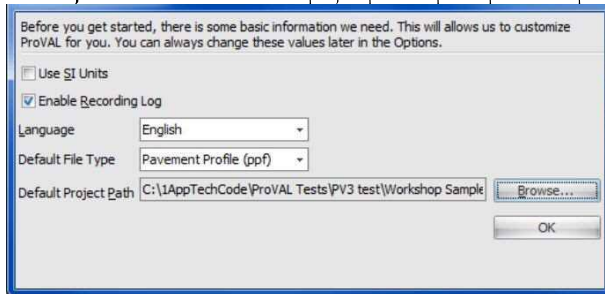 Before you get started, there is some basic information we need. This will allows us to customize
ProVAL for you. You can always change these values later in the Options.
Use SI Units
Enable Recording Log
Language English
Default File Type Pavement Profile (ppf)
Default Project Path C:\1AppTechCode\ProVAL Tests\PV3 test\Workshop Sample Browse...
OK